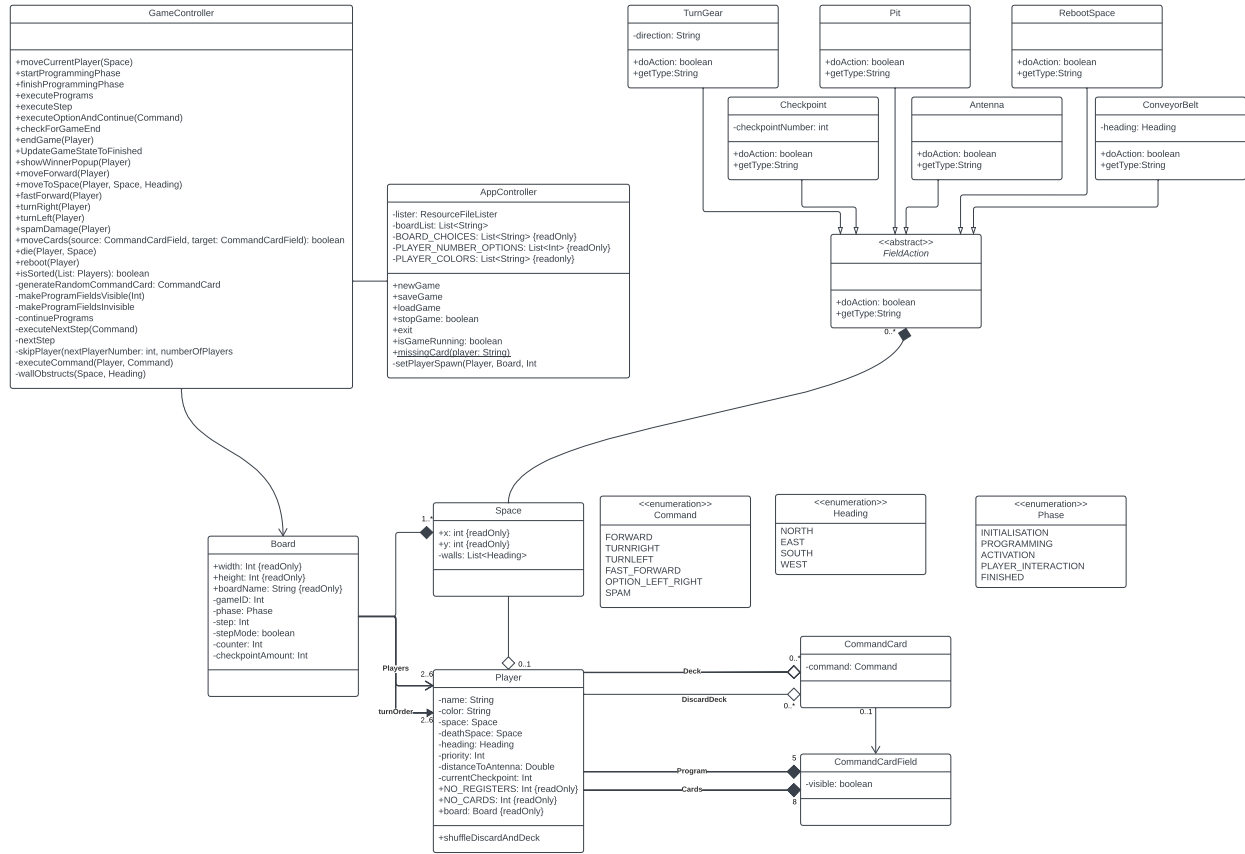 GameController
+moveCurrentPlayer(Space)
+startProgrammingPhase
+finishProgrammingPhase
+executePrograms
+executeStep
+executeOptionAndContinue(Command)
+checkForGameEnd
+endGame(Player)
+UpdateGameStateToFinished
+showWinnerPopup(Player)
+moveForward(Player)
+moveToSpace(Player, Space, Heading)
+fastForward(Player)
+turnRight(Player)
+turnLeft(Player)
+spamDamage(Player)
+moveCards(source: CommandCardField, target: CommandCardField): boolean
+die(Player, Space)
+reboot(Player)
+isSorted(List: Players): boolean
-generateRandomCommandCard: CommandCard
-makeProgramFieldsVisible(Int)
-makeProgramFieldsInvisible
-continuePrograms
-executeNextStep(Command)
-nextStep
-skipPlayer(nextPlayerNumber: int, numberOfPlayers
-executeCommand(Player, Command)
-wallObstructs(Space, Heading)
AppController
-lister: ResourceFileLister
-boardList: List<String>
-BOARD_CHOICES: List<String> {readOnly}
-PLAYER_NUMBER_OPTIONS: List<Int> {readOnly}
-PLAYER_COLORS: List<String> {readonly}
+newGame
+saveGame
+loadGame
+stopGame: boolean
+exit
+isGameRunning: boolean
+missingCard(player: String)
-setPlayerSpawn(Player, Board, Int
TurnGear
-direction: String
+doAction: boolean
+getType:String
Pit
+doAction: boolean
+getType:String
RebootSpace
+doAction: boolean
+getType:String
Checkpoint
-checkpointNumber: int
+doAction: boolean
+getType:String
Antenna
+doAction: boolean
+getType:String
ConveyorBelt
-heading: Heading
+doAction: boolean
+getType:String
<<abstract>>
FieldAction
+doAction: boolean
+getType:String
0..*
Board
+width: Int {readOnly}
+height: Int {readOnly}
+boardName: String {readOnly}
-gameID: Int
-phase: Phase
-step: Int
-stepMode: boolean
-counter: Int
-checkpointAmount: Int
1..*
Space
+x: int {readOnly}
+y: int {readOnly}
-walls: List<Heading>
<<enumeration>>
Command
FORWARD
TURNRIGHT
TURNLEFT
FAST_FORWARD
OPTION_LEFT_RIGHT
SPAM
<<enumeration>>
Heading
NORTH
EAST
SOUTH
WEST
<<enumeration>>
Phase
INITIALISATION
PROGRAMMING
ACTIVATION
PLAYER_INTERACTION
FINISHED
0..1
Players
2..6
turnOrder
2..6
Player
-name: String
-color: String
-space: Space
-deathSpace: Space
-heading: Heading
-priority: Int
-distanceToAntenna: Double
-currentCheckpoint: Int
+NO_REGISTERS: Int {readOnly}
+NO_CARDS: Int {readOnly}
+board: Board {readOnly}
+shuffleDiscardAndDeck
Deck
0..*
DiscardDeck
0..*
CommandCard
-command: Command
0..1
Program
5
Cards
8
CommandCardField
-visible: boolean